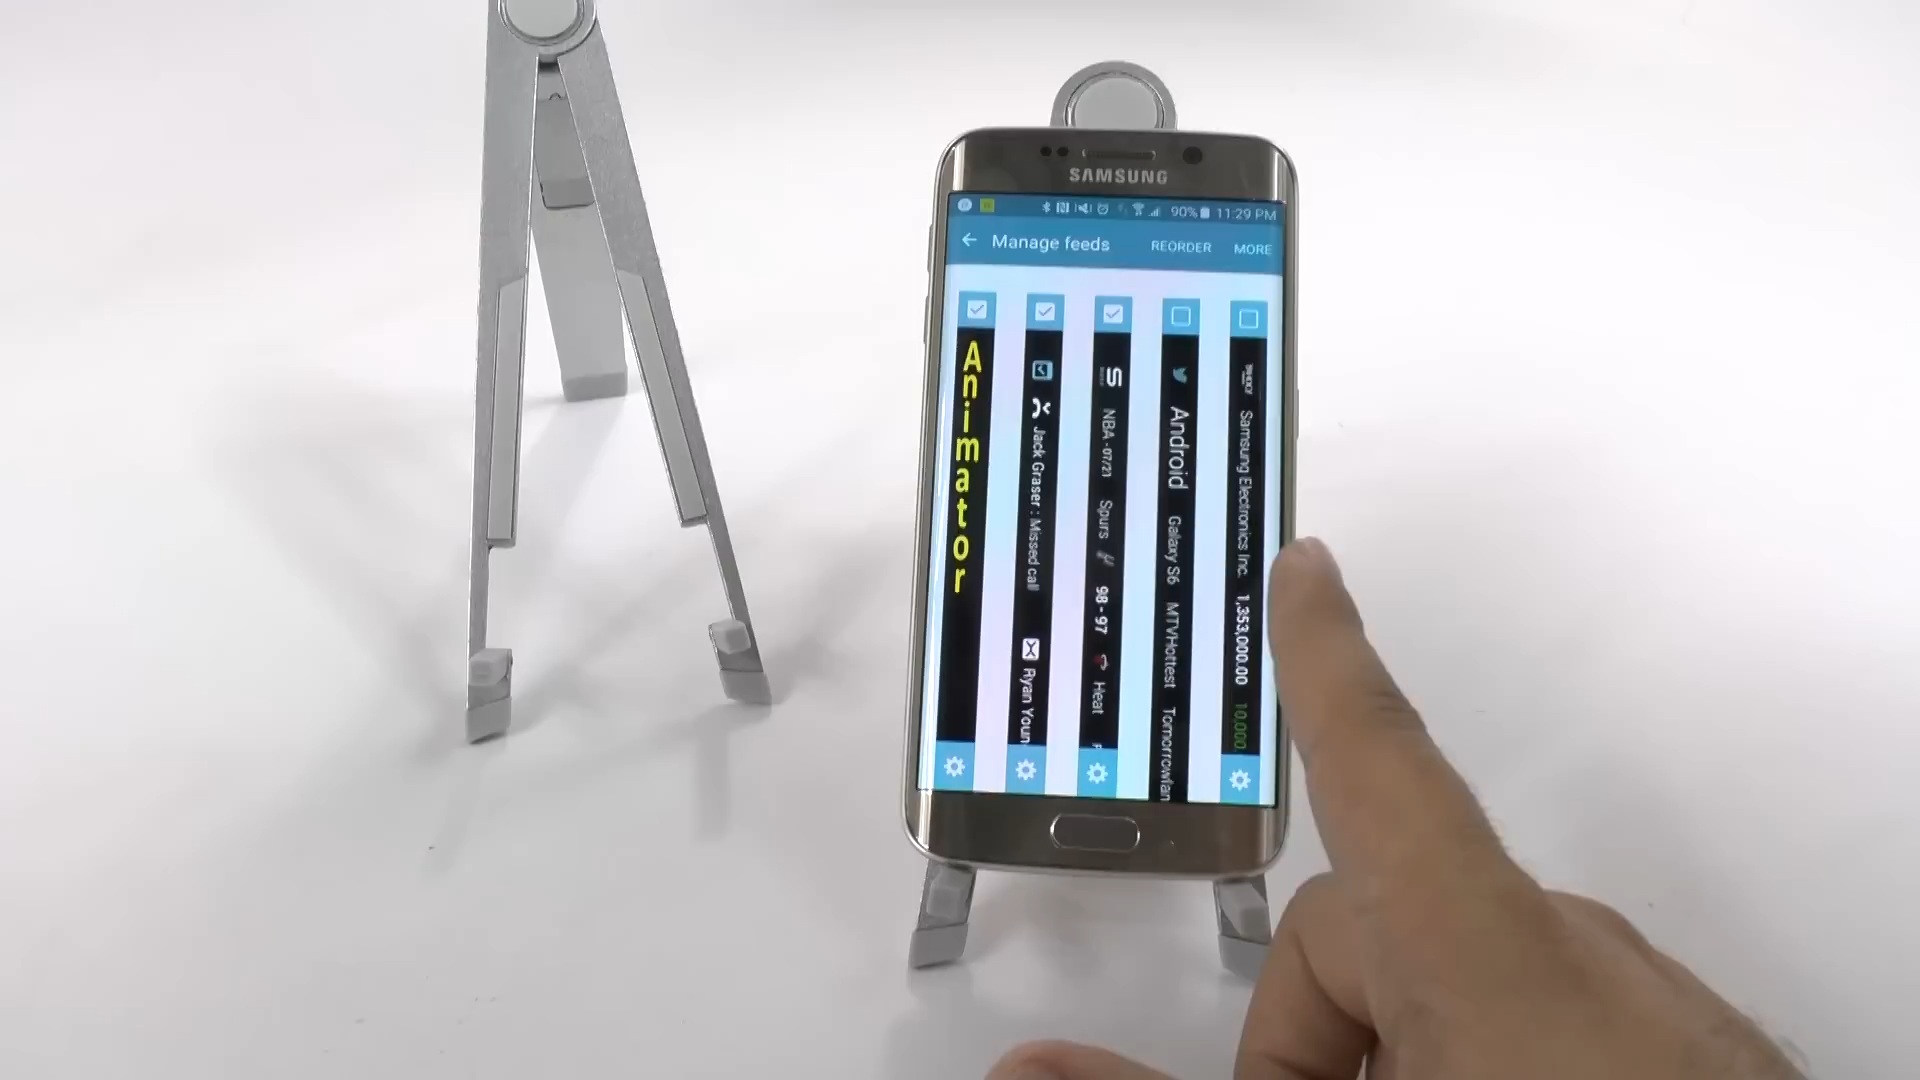 SAMSUNG
90% 11:29 PM
Manage feeds REORDER MORE
Animator
Jack Graser : Missed call Ryan Youn
S NBA - 07/21 Spurs 98 - 97 Heat
Android Galaxy S6 MTVHottest Tomorrowlan
YAHOO! Samsung Electronics Inc. 1,353,000.00 10,000.